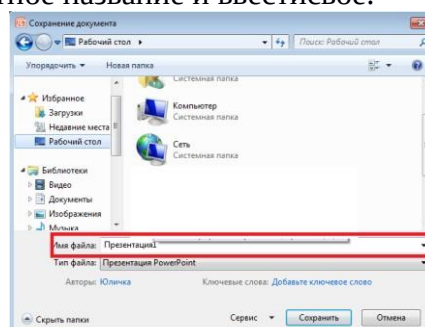 ное название и ввести свое.
Сохранение документа
Рабочий стол
Поиск: Рабочий стол
Упорядочить
Новая папка
Системная папка
Избранное
Загрузки
Недавние места
Рабочий стол
Компьютер
Системная папка
Сеть
Системная папка
Библиотеки
Видео
Документы
Изображения
Музыка
Имя файла: Презентация1
Тип файла: Презентация PowerPoint
Авторы: Юличка
Ключевые слова: Добавьте ключевое слово
Скрыть папки
Сервис
Сохранить
Отмена